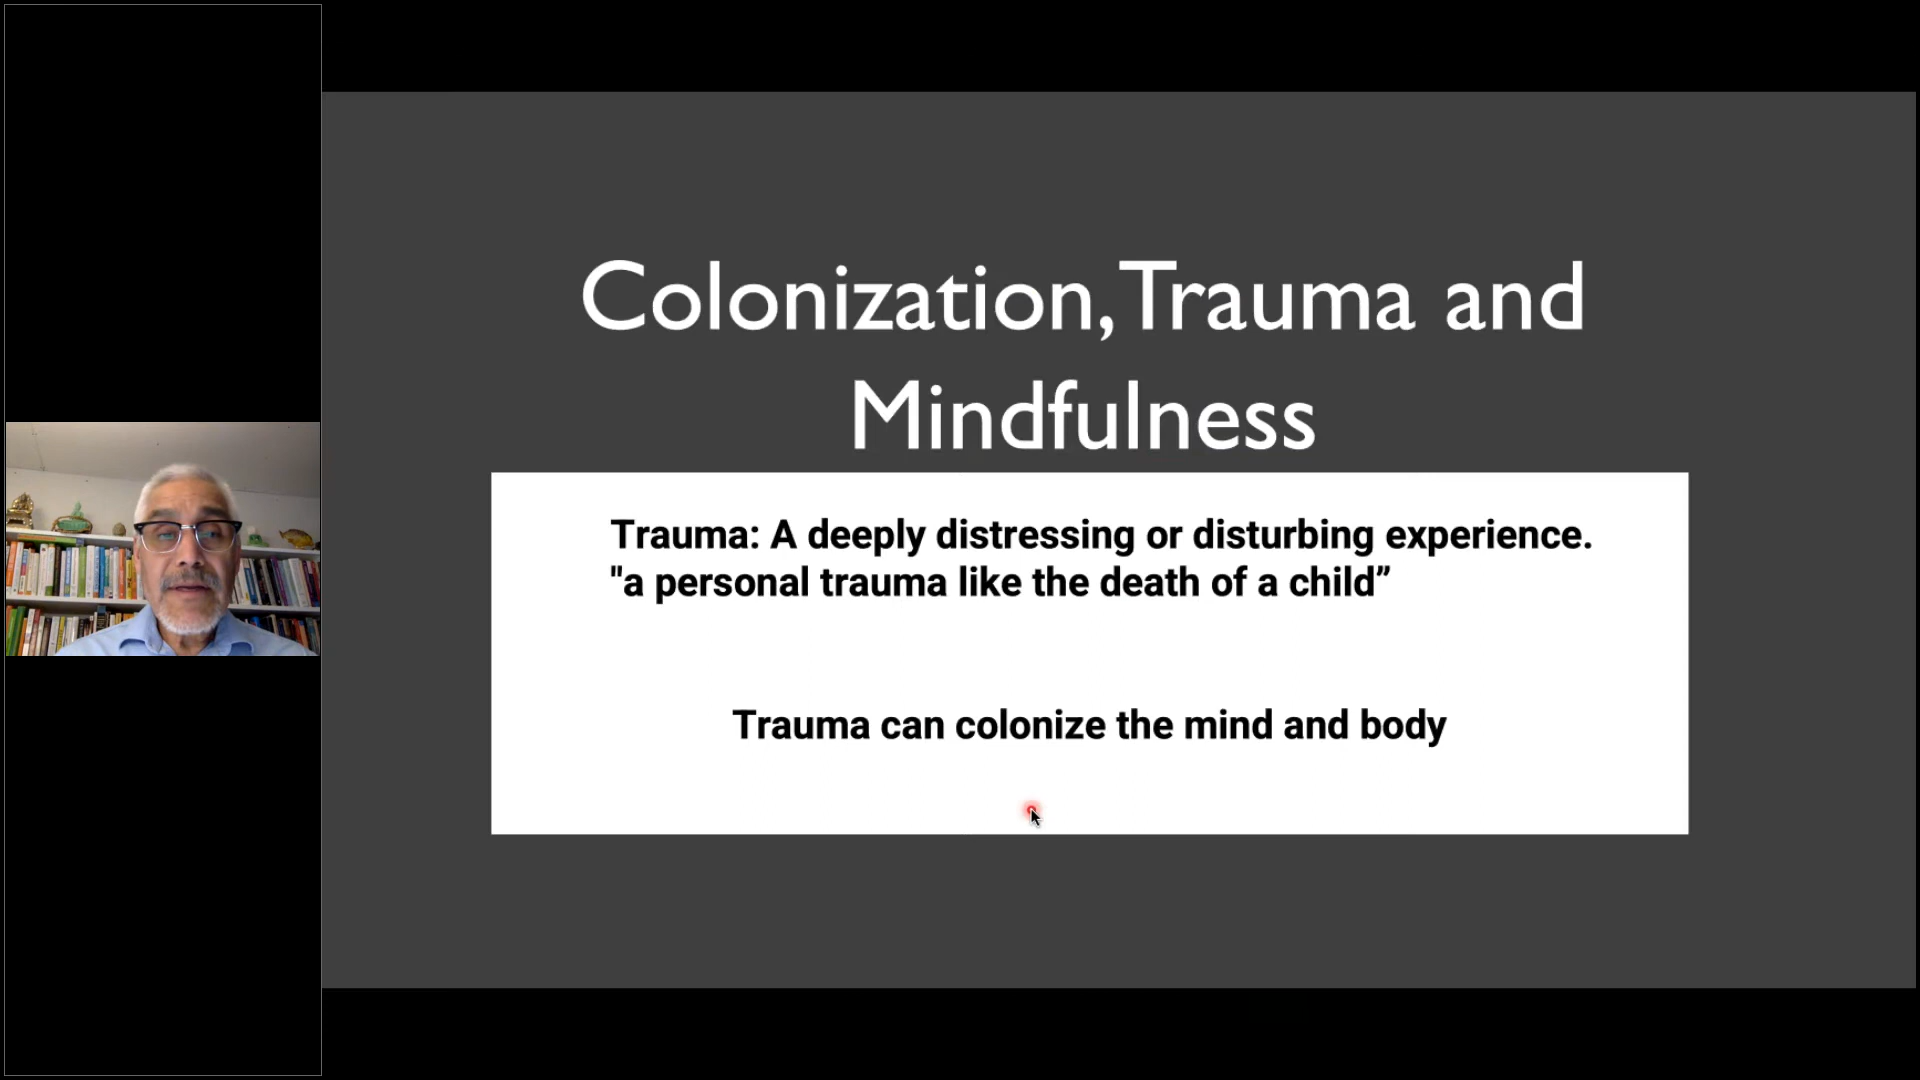 Colonization, Trauma and
Mindfulness
Trauma: A deeply distressing or disturbing experience.
"a personal trauma like the death of a child”
Trauma can colonize the mind and body